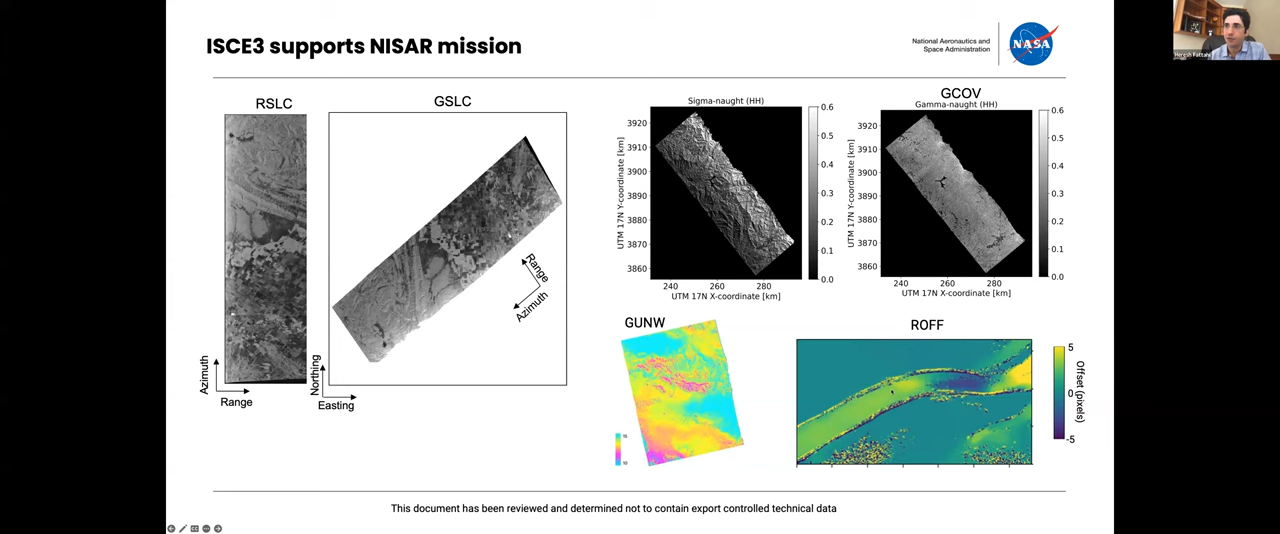 ISCE3 supports NISAR mission
National Aeronautics and
Space Administration
NASA
Heresh Fattahi
RSLC
Azimuth
Range
GSLC
Range
Azimuth
Northing
Easting
Sigma-naught (HH)
UTM 17N Y-coordinate [km]
3920
3910
3900
3890
3880
3870
3860
240
260
280
UTM 17N X-coordinate [km]
0.6
0.5
0.4
0.3
0.2
0.1
0.0
GCOV
Gamma-naught (HH)
UTM 17N Y-coordinate [km]
3920
3910
3900
3890
3880
3870
3860
240
260
280
UTM 17N X-coordinate [km]
0.6
0.5
0.4
0.3
0.2
0.1
0.0
GUNW
ROFF
5
0
-5
Offset (pixels)
This document has been reviewed and determined not to contain export controlled technical data